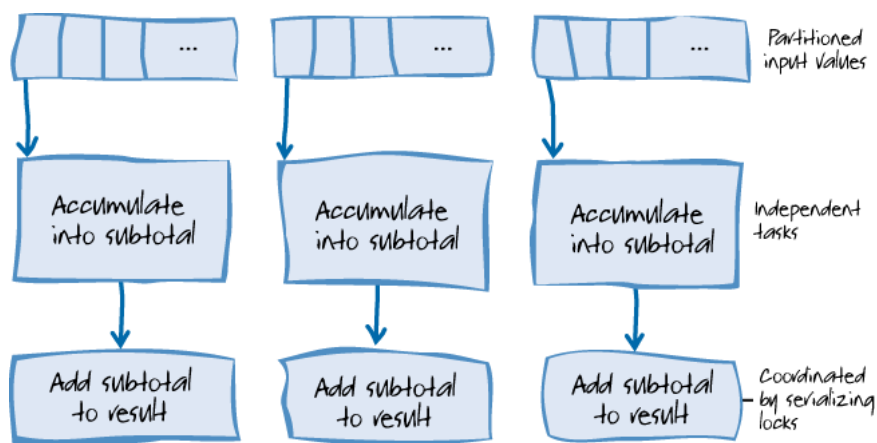 ...
...
...
Partitioned
input values
Accumulate
into subtotal
Accumulate
into subtotal
Accumulate
into subtotal
Independent
tasks
Add subtotal
to result
Add subtotal
to result
Add subtotal
to result
Coordinated
by serializing
locks